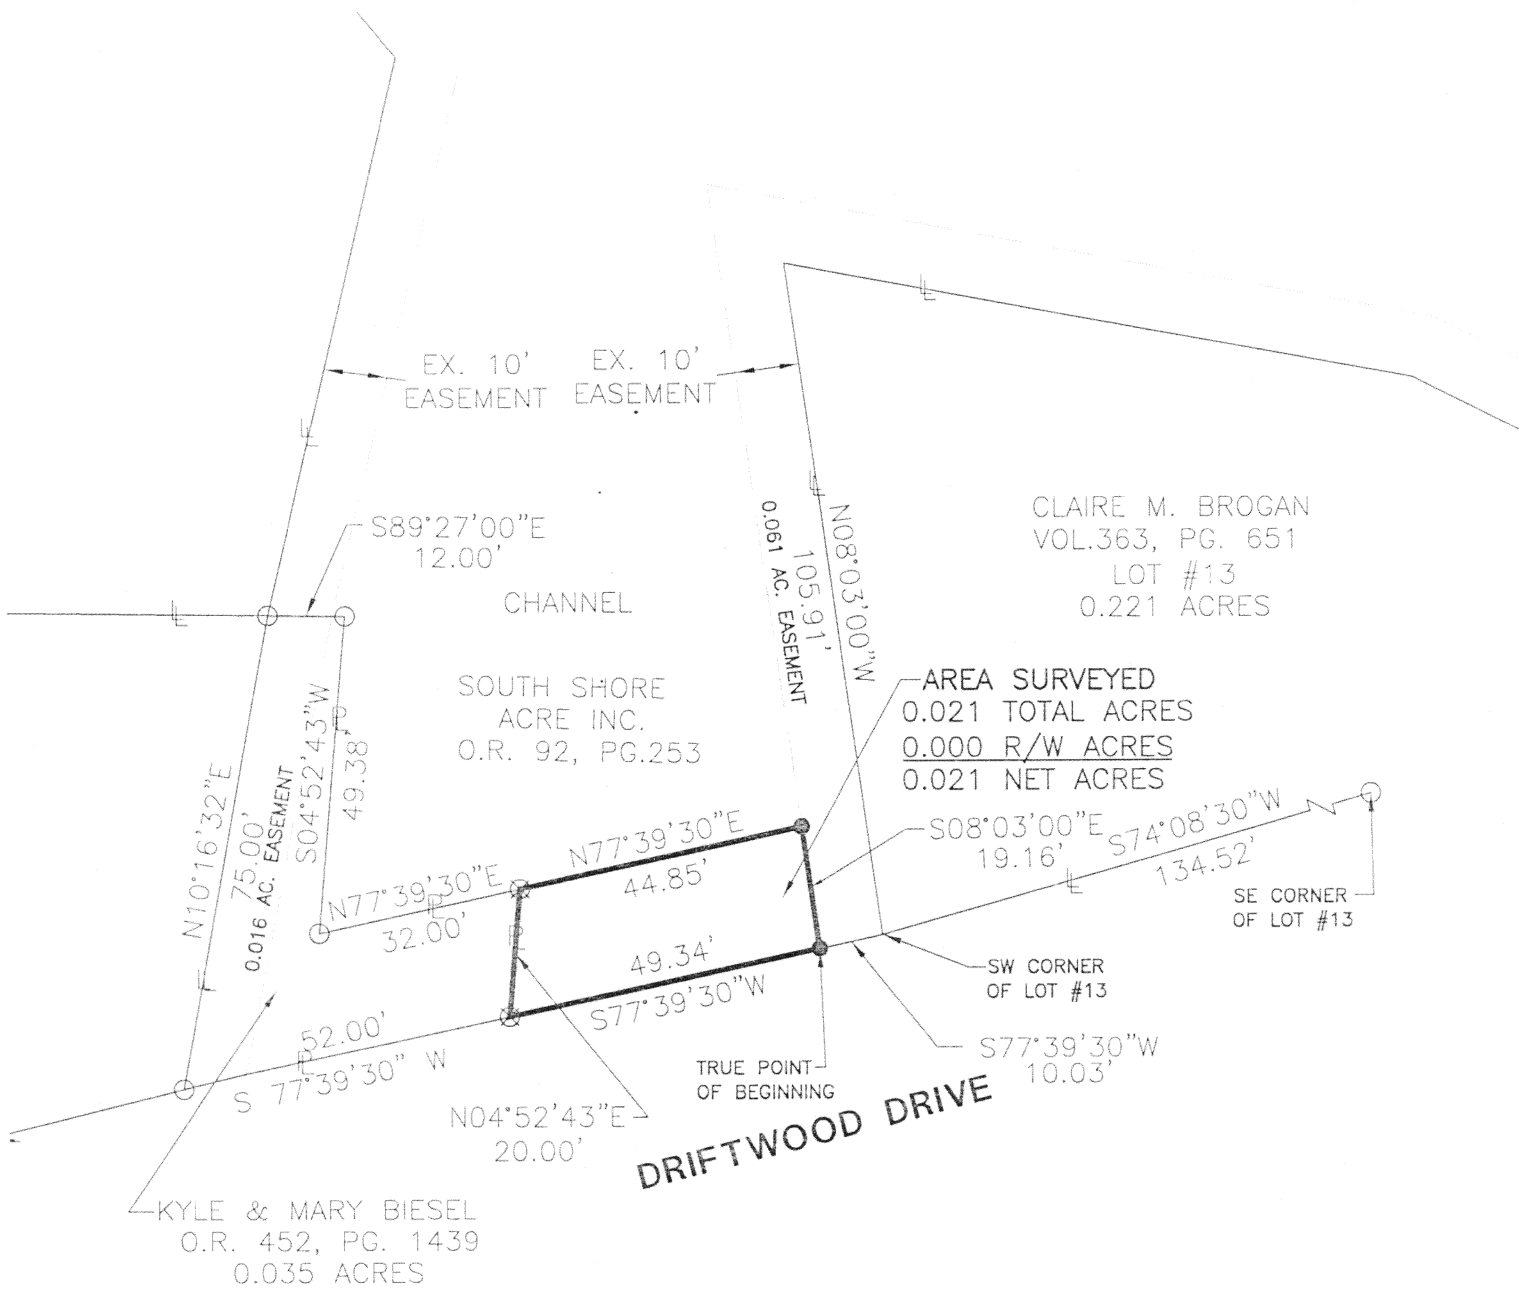 EX. 10'
EASEMENT
EX. 10'
EASEMENT
S89°27'00"E
12.00'
CHANNEL
SOUTH SHORE
ACRE INC.
O.R. 92, PG.253
N08°03'00"W
105.91'
0.061 AC. EASEMENT
CLAIRE M. BROGAN
VOL.363, PG. 651
LOT #13
0.221 ACRES
AREA SURVEYED
0.021 TOTAL ACRES
0.000 R/W ACRES
0.021 NET ACRES
S04°52'43"W
49.38'
N10°16'32"E
75.00'
0.016 AC. EASEMENT
N77°39'30"E
32.00'
N77°39'30"E
44.85'
S08°03'00"E
19.16'
S74°08'30"W
134.52'
SE CORNER
OF LOT #13
49.34'
S77°39'30"W
SW CORNER
OF LOT #13
52.00'
S 77°39'30" W
S77°39'30"W
10.03'
TRUE POINT
OF BEGINNING
N04°52'43"E
20.00'
DRIFTWOOD DRIVE
KYLE & MARY BIESEL
O.R. 452, PG. 1439
0.035 ACRES